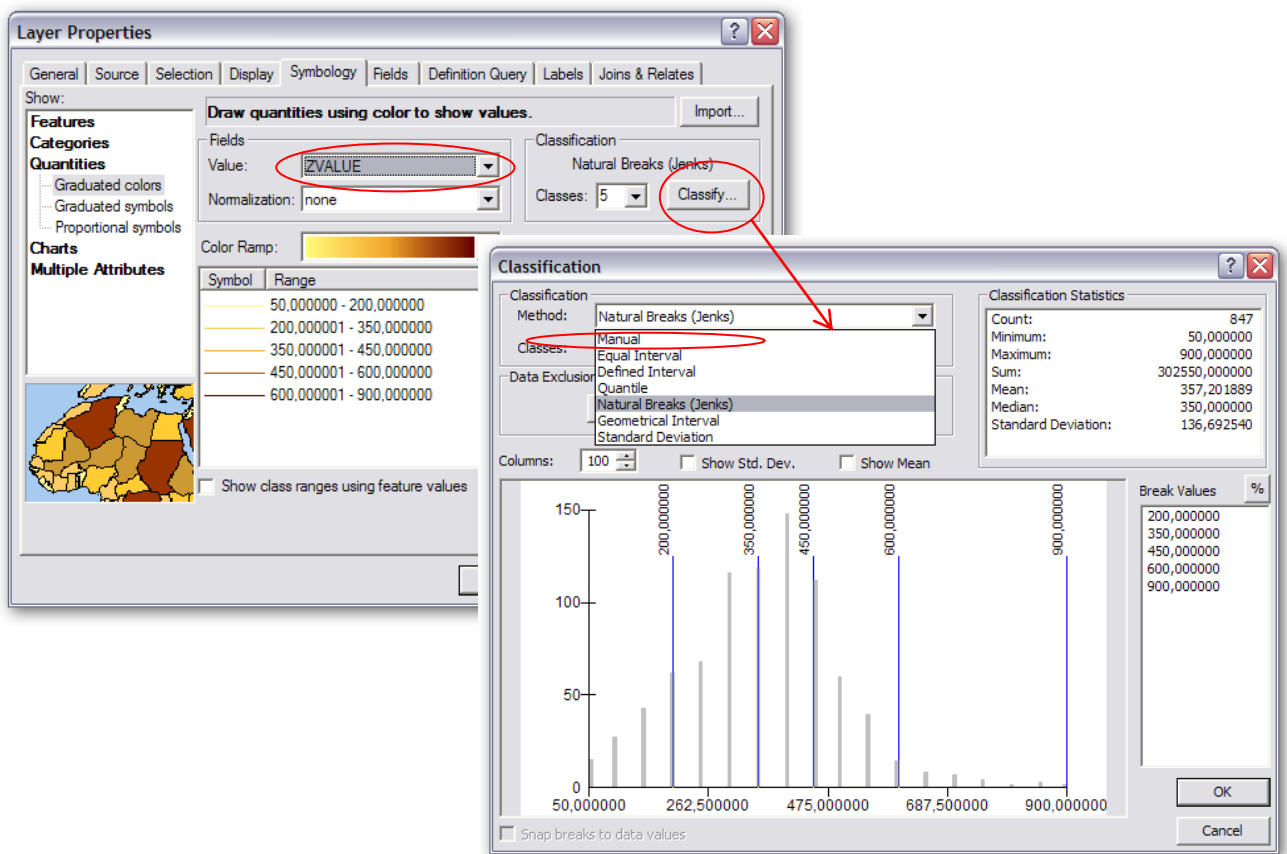 Layer Properties
General Source Selection Display Symbology Fields Definition Query Labels Joins & Relates
Show:
Features
Categories
Quantities
Graduated colors
Graduated symbols
Proportional symbols
Charts
Multiple Attributes
Draw quantities using color to show values.
Import...
Fields
Value: ZVALUE
Normalization: none
Classification
Natural Breaks (Jenks)
Classes: 5 Classify...
Color Ramp:
Symbol Range
50,000000 - 200,000000
200,000001 - 350,000000
350,000001 - 450,000000
450,000001 - 600,000000
600,000001 - 900,000000
Show class ranges using feature values
Classification
Classification
Method: Natural Breaks (Jenks)
Classes:
Manual
Equal Interval
Defined Interval
Quantile
Natural Breaks (Jenks)
Geometrical Interval
Standard Deviation
Data Exclusion
Classification Statistics
Count: 847
Minimum: 50,000000
Maximum: 900,000000
Sum: 302550,000000
Mean: 357,201889
Median: 350,000000
Standard Deviation: 136,692540
Columns: 100 Show Std. Dev. Show Mean
Break Values %
200,000000
350,000000
450,000000
600,000000
900,000000
200,000000 350,000000 450,000000 600,000000 900,000000
150
100
50
0
50,000000 262,500000 475,000000 687,500000 900,000000
Snap breaks to data values
OK
Cancel